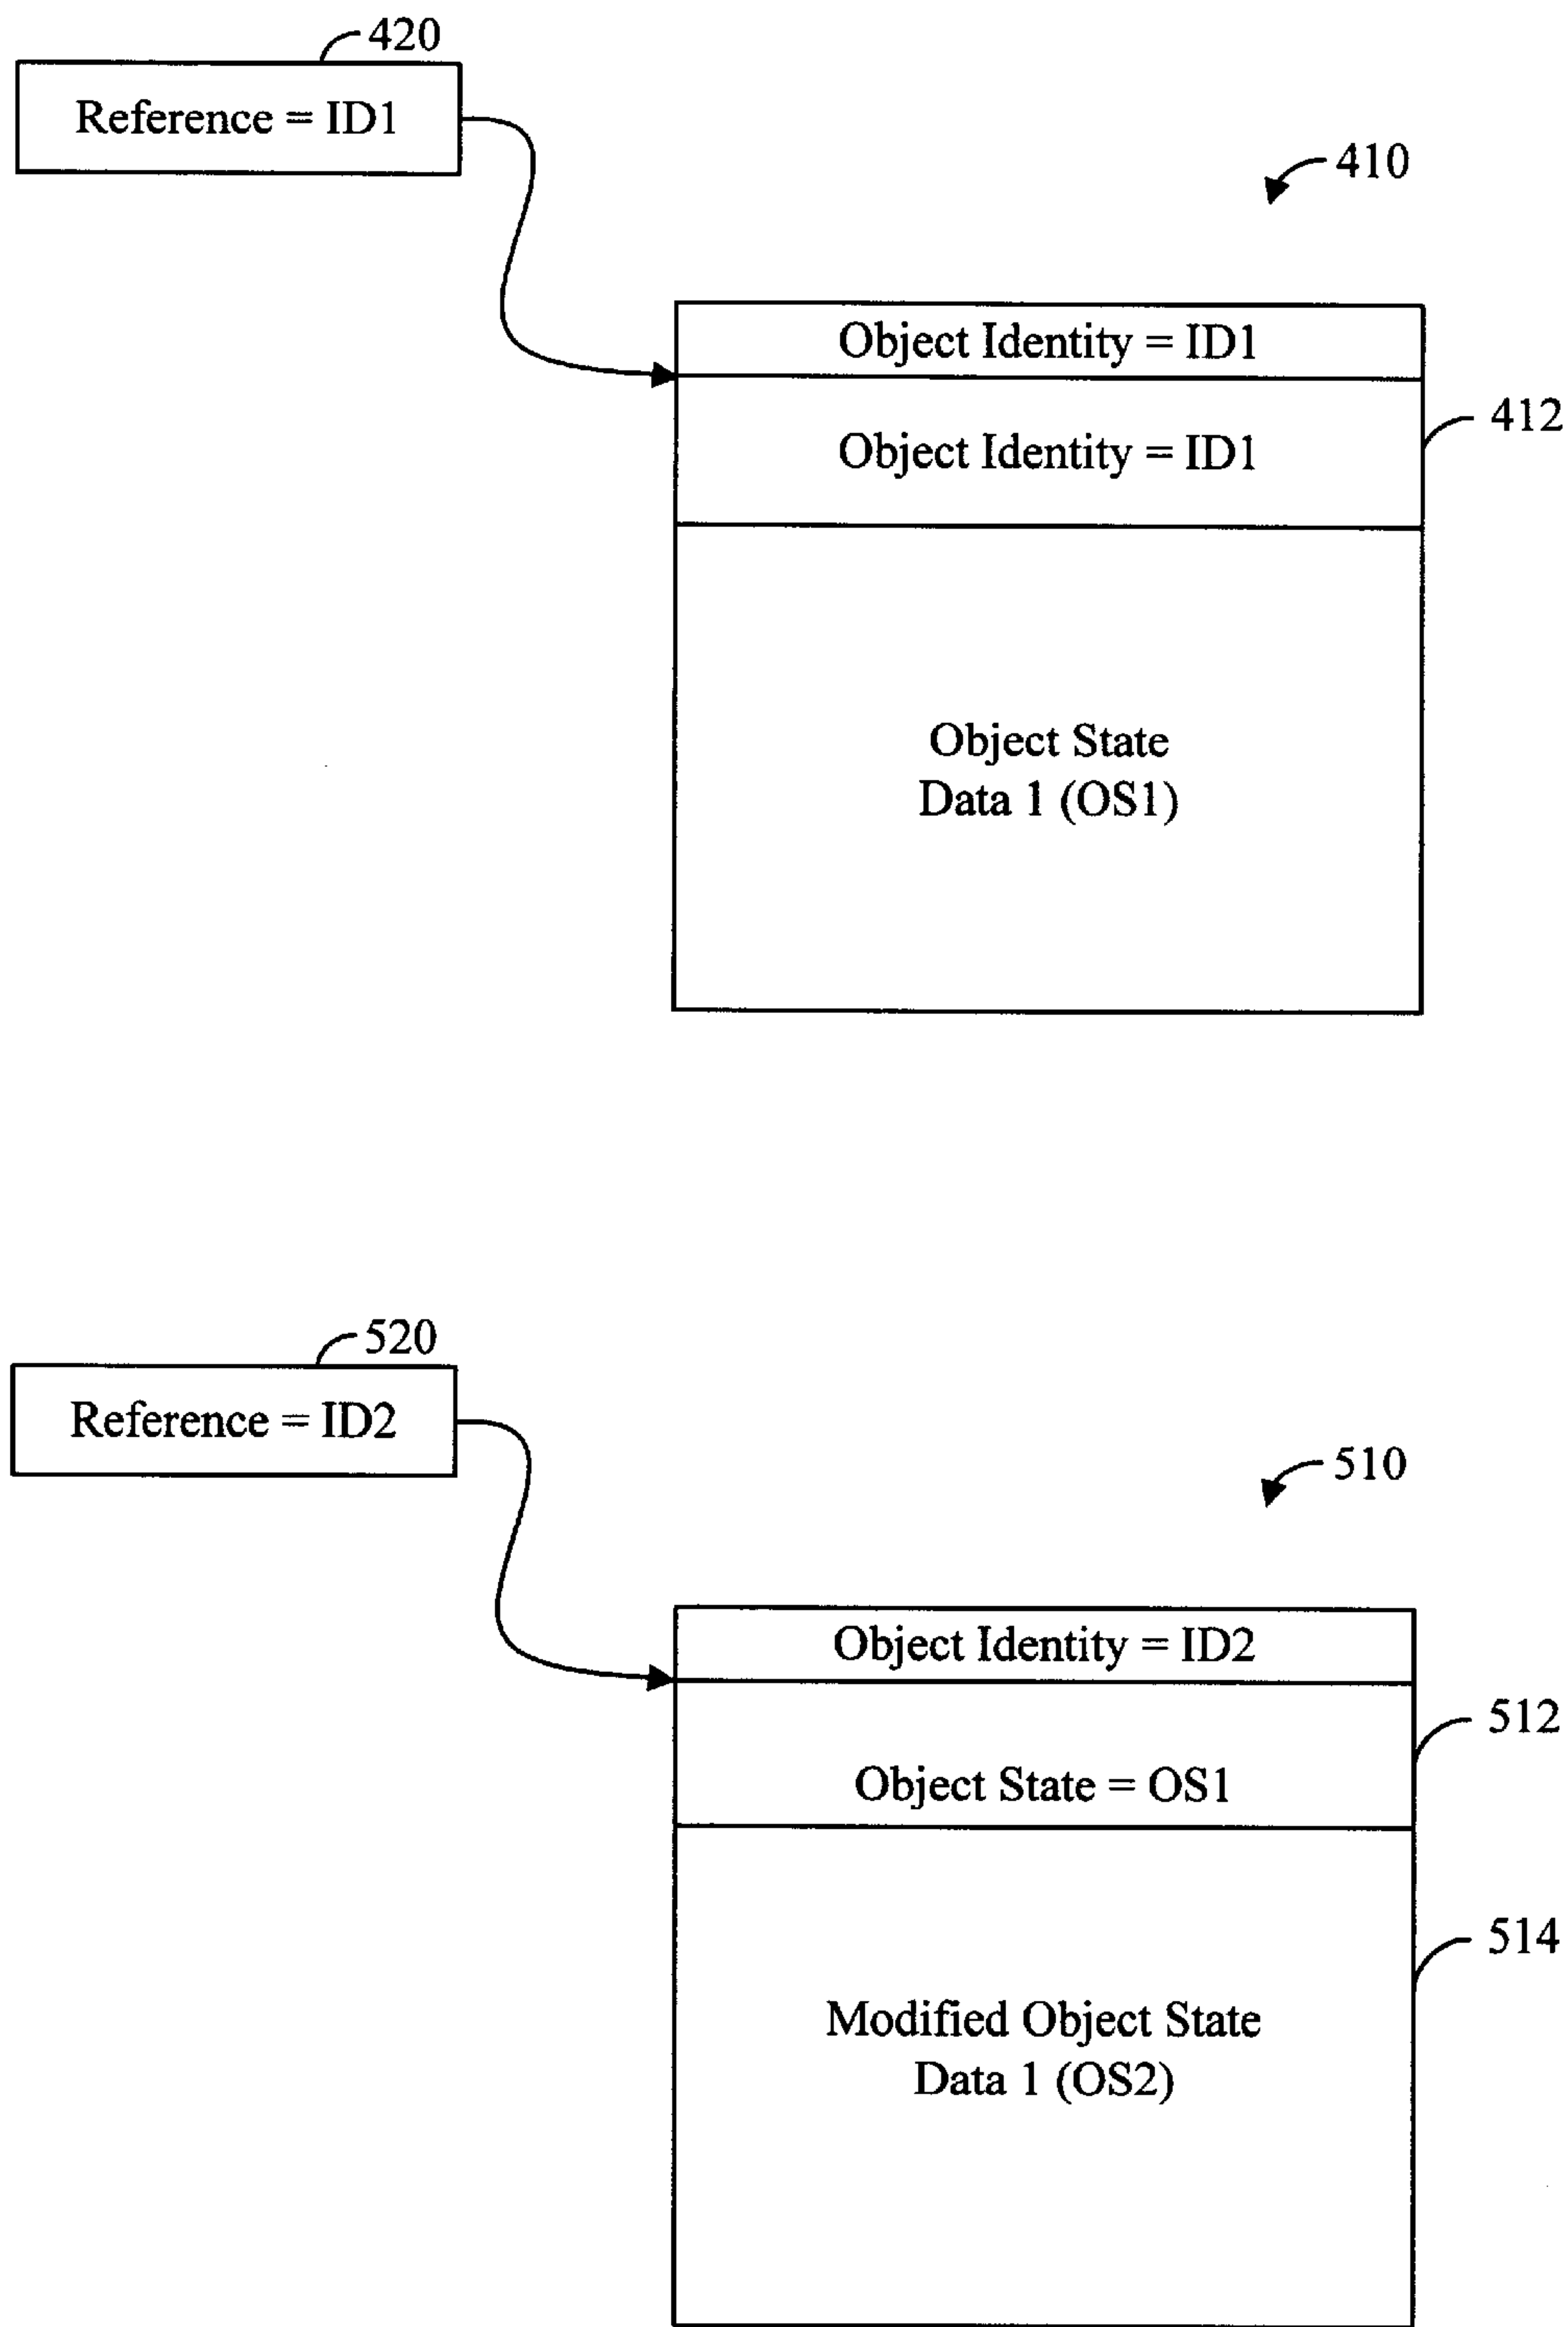 420
Reference = ID1
410
Object Identity = ID1
412
Object Identity = ID1
Object State
Data 1 (OS1)
520
Reference = ID2
510
Object Identity = ID2
512
Object State = OS1
514
Modified Object State
Data 1 (OS2)